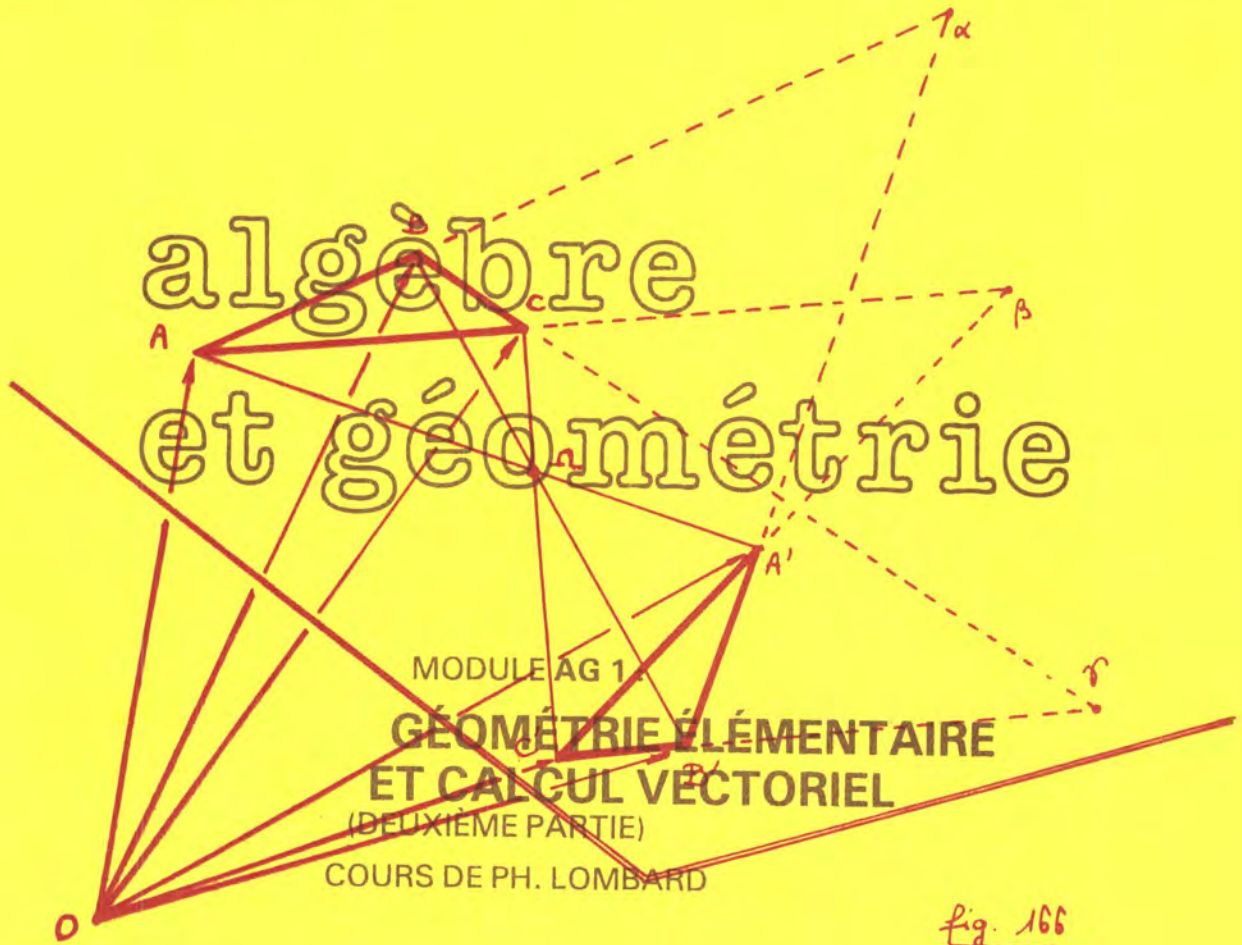 α
algèbre
B
C
β
A
et géométrie
Ω
A'
MODULE AG 1 :
γ
GÉOMÉTRIE ÉLÉMENTAIRE
C'
B'
ET CALCUL VECTORIEL
(DEUXIÈME PARTIE)
COURS DE PH. LOMBARD
O
fig. 166